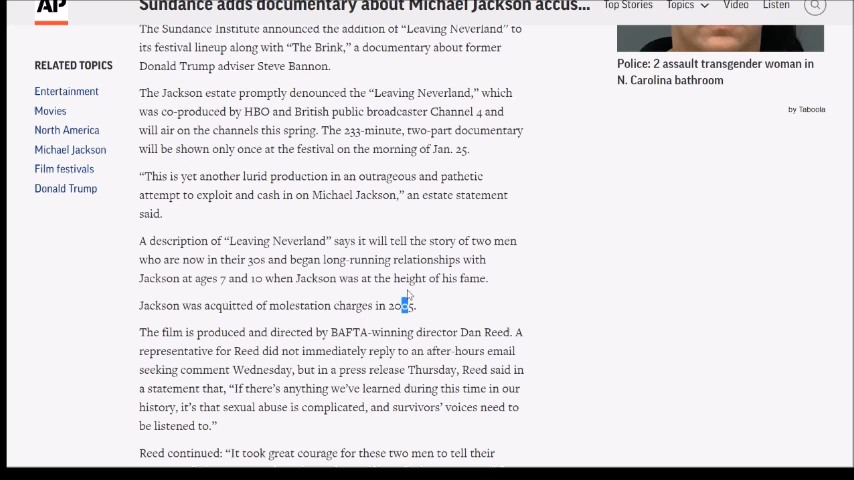 AP
Sundance adds documentary about Michael Jackson accus...
Top Stories
Topics
Video
Listen
The Sundance Institute announced the addition of “Leaving Neverland” to
its festival lineup along with “The Brink,” a documentary about former
Donald Trump adviser Steve Bannon.
RELATED TOPICS
Entertainment
Movies
North America
Michael Jackson
Film festivals
Donald Trump
The Jackson estate promptly denounced the “Leaving Neverland,” which
was co-produced by HBO and British public broadcaster Channel 4 and
will air on the channels this spring. The 233-minute, two-part documentary
will be shown only once at the festival on the morning of Jan. 25.
“This is yet another lurid production in an outrageous and pathetic
attempt to exploit and cash in on Michael Jackson,” an estate statement
said.
A description of “Leaving Neverland” says it will tell the story of two men
who are now in their 30s and began long-running relationships with
Jackson at ages 7 and 10 when Jackson was at the height of his fame.
Jackson was acquitted of molestation charges in 2005.
The film is produced and directed by BAFTA-winning director Dan Reed. A
representative for Reed did not immediately reply to an after-hours email
seeking comment Wednesday, but in a press release Thursday, Reed said in
a statement that, “If there’s anything we’ve learned during this time in our
history, it’s that sexual abuse is complicated, and survivors’ voices need to
be listened to.”
Reed continued: “It took great courage for these two men to tell their
Police: 2 assault transgender woman in
N. Carolina bathroom
by Taboola